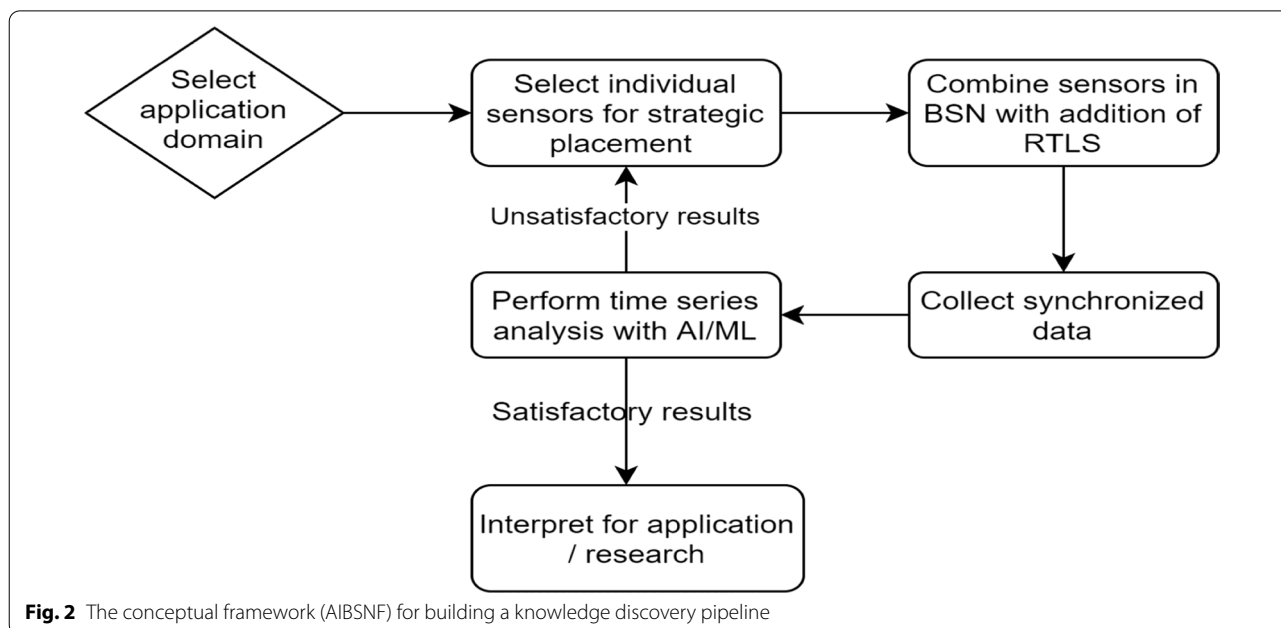 Select
application
domain
Select individual
sensors for strategic
placement
Combine sensors in
BSN with addition of
RTLS
Unsatisfactory results
Perform time series
analysis with AI/ML
Collect synchronized
data
Satisfactory results
Interpret for application
/ research
Fig. 2 The conceptual framework (AIBSNF) for building a knowledge discovery pipeline